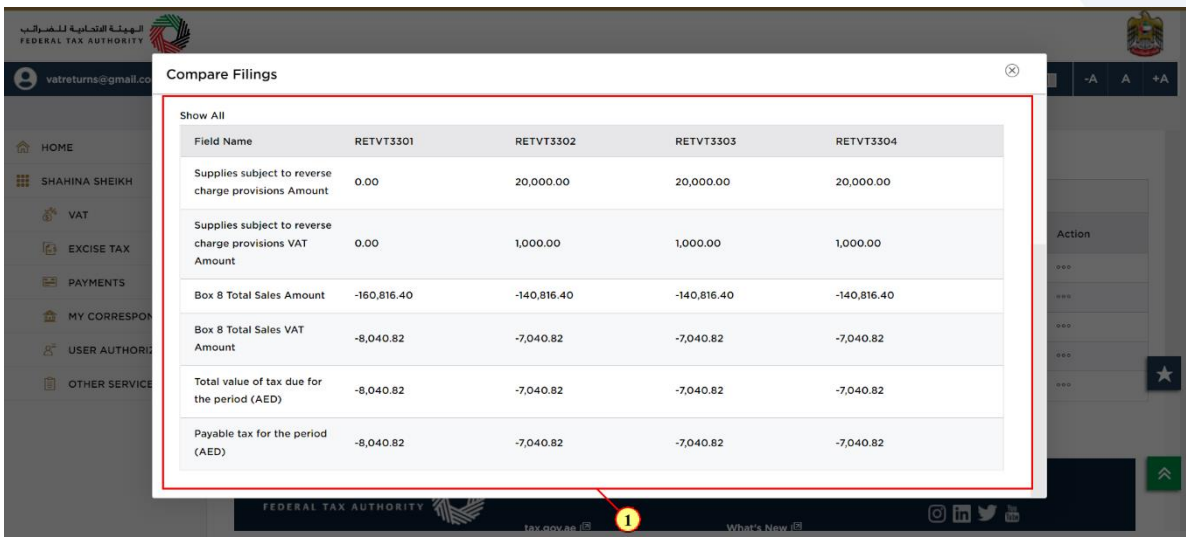 الهيئة الاتحادية للضرائب
FEDERAL TAX AUTHORITY
vatreturns@gmail.co
Compare Filings
-A A +A
HOME
SHAHINA SHEIKH
VAT
EXCISE TAX
PAYMENTS
MY CORRESPON
USER AUTHORIZ
OTHER SERVICE
Show All
Field Name RETVT3301 RETVT3302 RETVT3303 RETVT3304
Supplies subject to reverse
charge provisions Amount
0.00 20,000.00 20,000.00 20,000.00
Supplies subject to reverse
charge provisions VAT
Amount
0.00 1,000.00 1,000.00 1,000.00
Box 8 Total Sales Amount -160,816.40 -140,816.40 -140,816.40 -140,816.40
Box 8 Total Sales VAT
Amount
-8,040.82 -7,040.82 -7,040.82 -7,040.82
Total value of tax due for
the period (AED)
-8,040.82 -7,040.82 -7,040.82 -7,040.82
Payable tax for the period
(AED)
-8,040.82 -7,040.82 -7,040.82 -7,040.82
Action
FEDERAL TAX AUTHORITY
1
tax.gov.ae
What's New
in
You